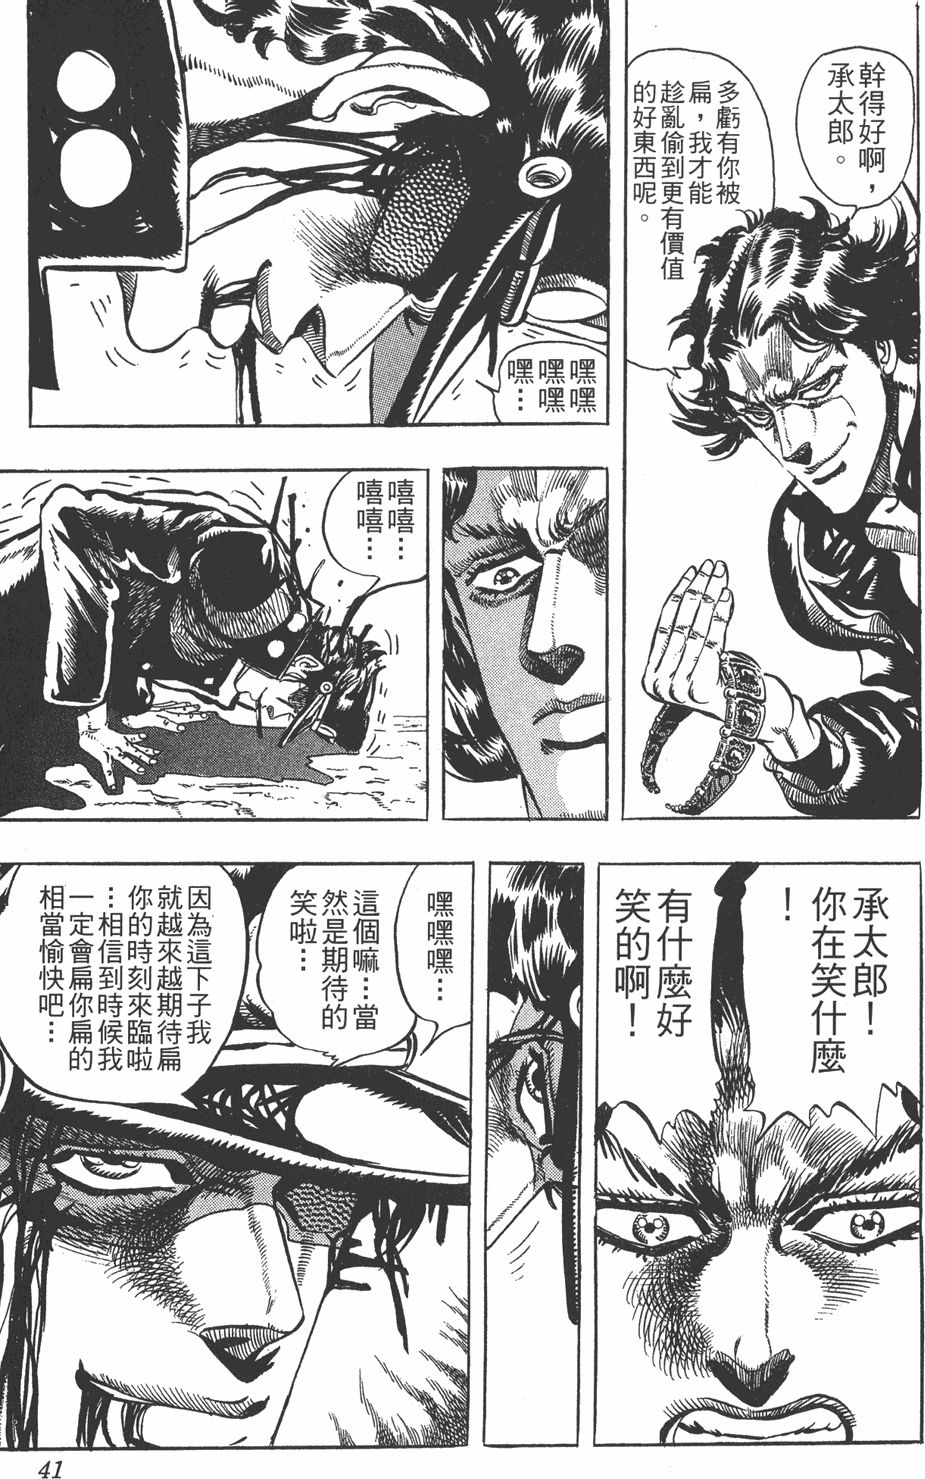 幹得好啊，
承太郎。
多虧有你被
扁，我才能
趁亂偷到更有價值
的好東西呢。
嘿嘿
嘿嘿
嘿…
嘻嘻…
嘻嘻…
承太郎！
你在笑什麼
！
有什麼好
笑的啊！
嘿嘿嘿…
這個嘛…當
然是期待的
笑啦…
因為這下子我
就越來越期待扁
你的時刻來臨啦
…相信到時候我
一定會扁你扁的
相當愉快吧…
41